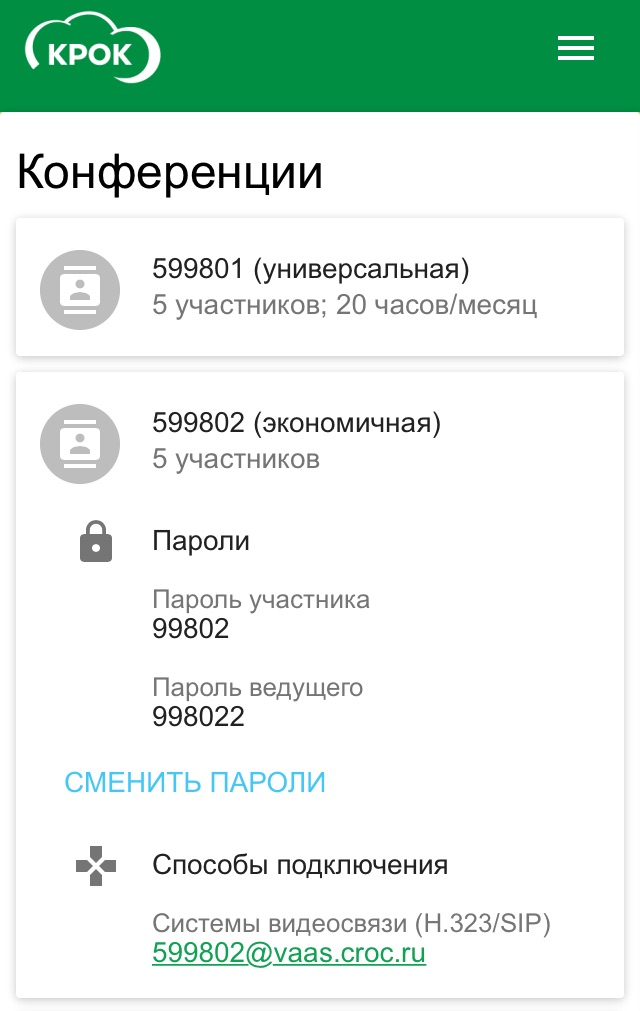 КРОК
Конференции
599801 (универсальная)
5 участников; 20 часов/месяц
599802 (экономичная)
5 участников
Пароли
Пароль участника
99802
Пароль ведущего
998022
СМЕНИТЬ ПАРОЛИ
Способы подключения
Системы видеосвязи (H.323/SIP)
599802@vaas.croc.ru